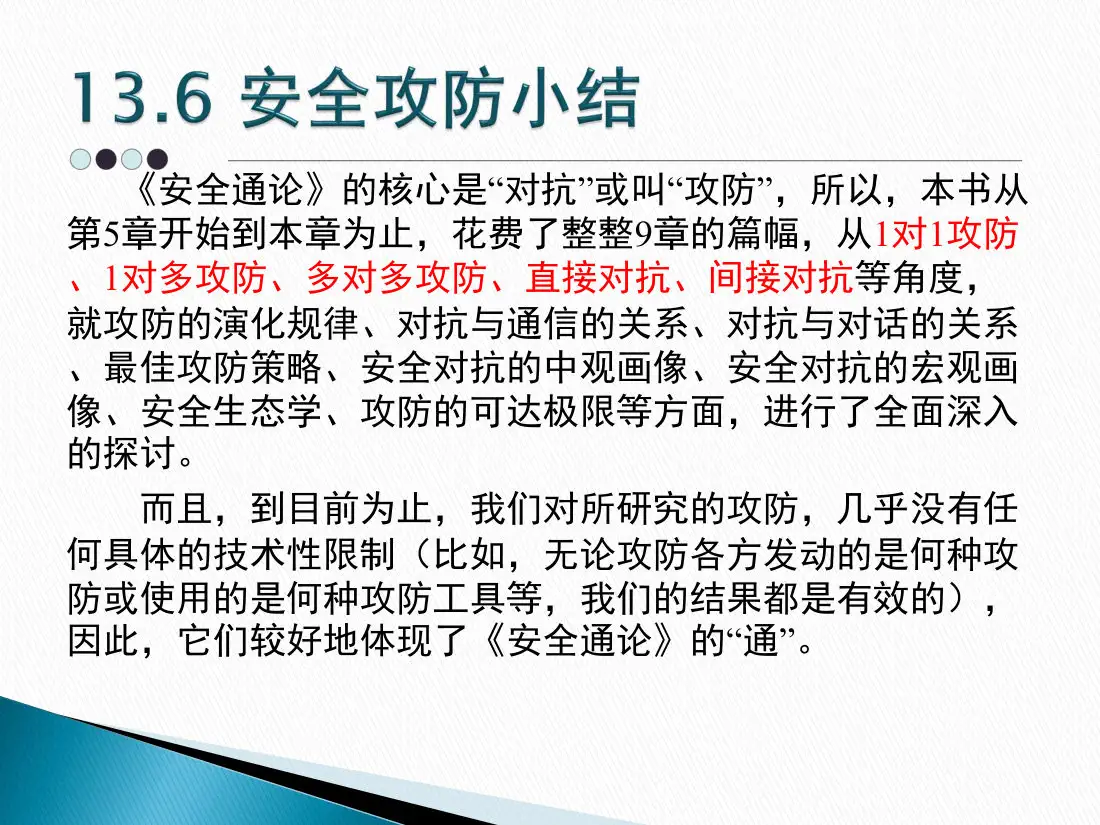 13.6 安全攻防小结
《安全通论》的核心是“对抗”或叫“攻防”，所以，本书从
第5章开始到本章为止，花费了整整9章的篇幅，从1对1攻防
、1对多攻防、多对多攻防、直接对抗、间接对抗等角度，
就攻防的演化规律、对抗与通信的关系、对抗与对话的关系
、最佳攻防策略、安全对抗的中观画像、安全对抗的宏观画
像、安全生态学、攻防的可达极限等方面，进行了全面深入
的探讨。
而且，到目前为止，我们对所研究的攻防，几乎没有任
何具体的技术性限制（比如，无论攻防各方发动的是何种攻
防或使用的是何种攻防工具等，我们的结果都是有效的），
因此，它们较好地体现了《安全通论》的“通”。